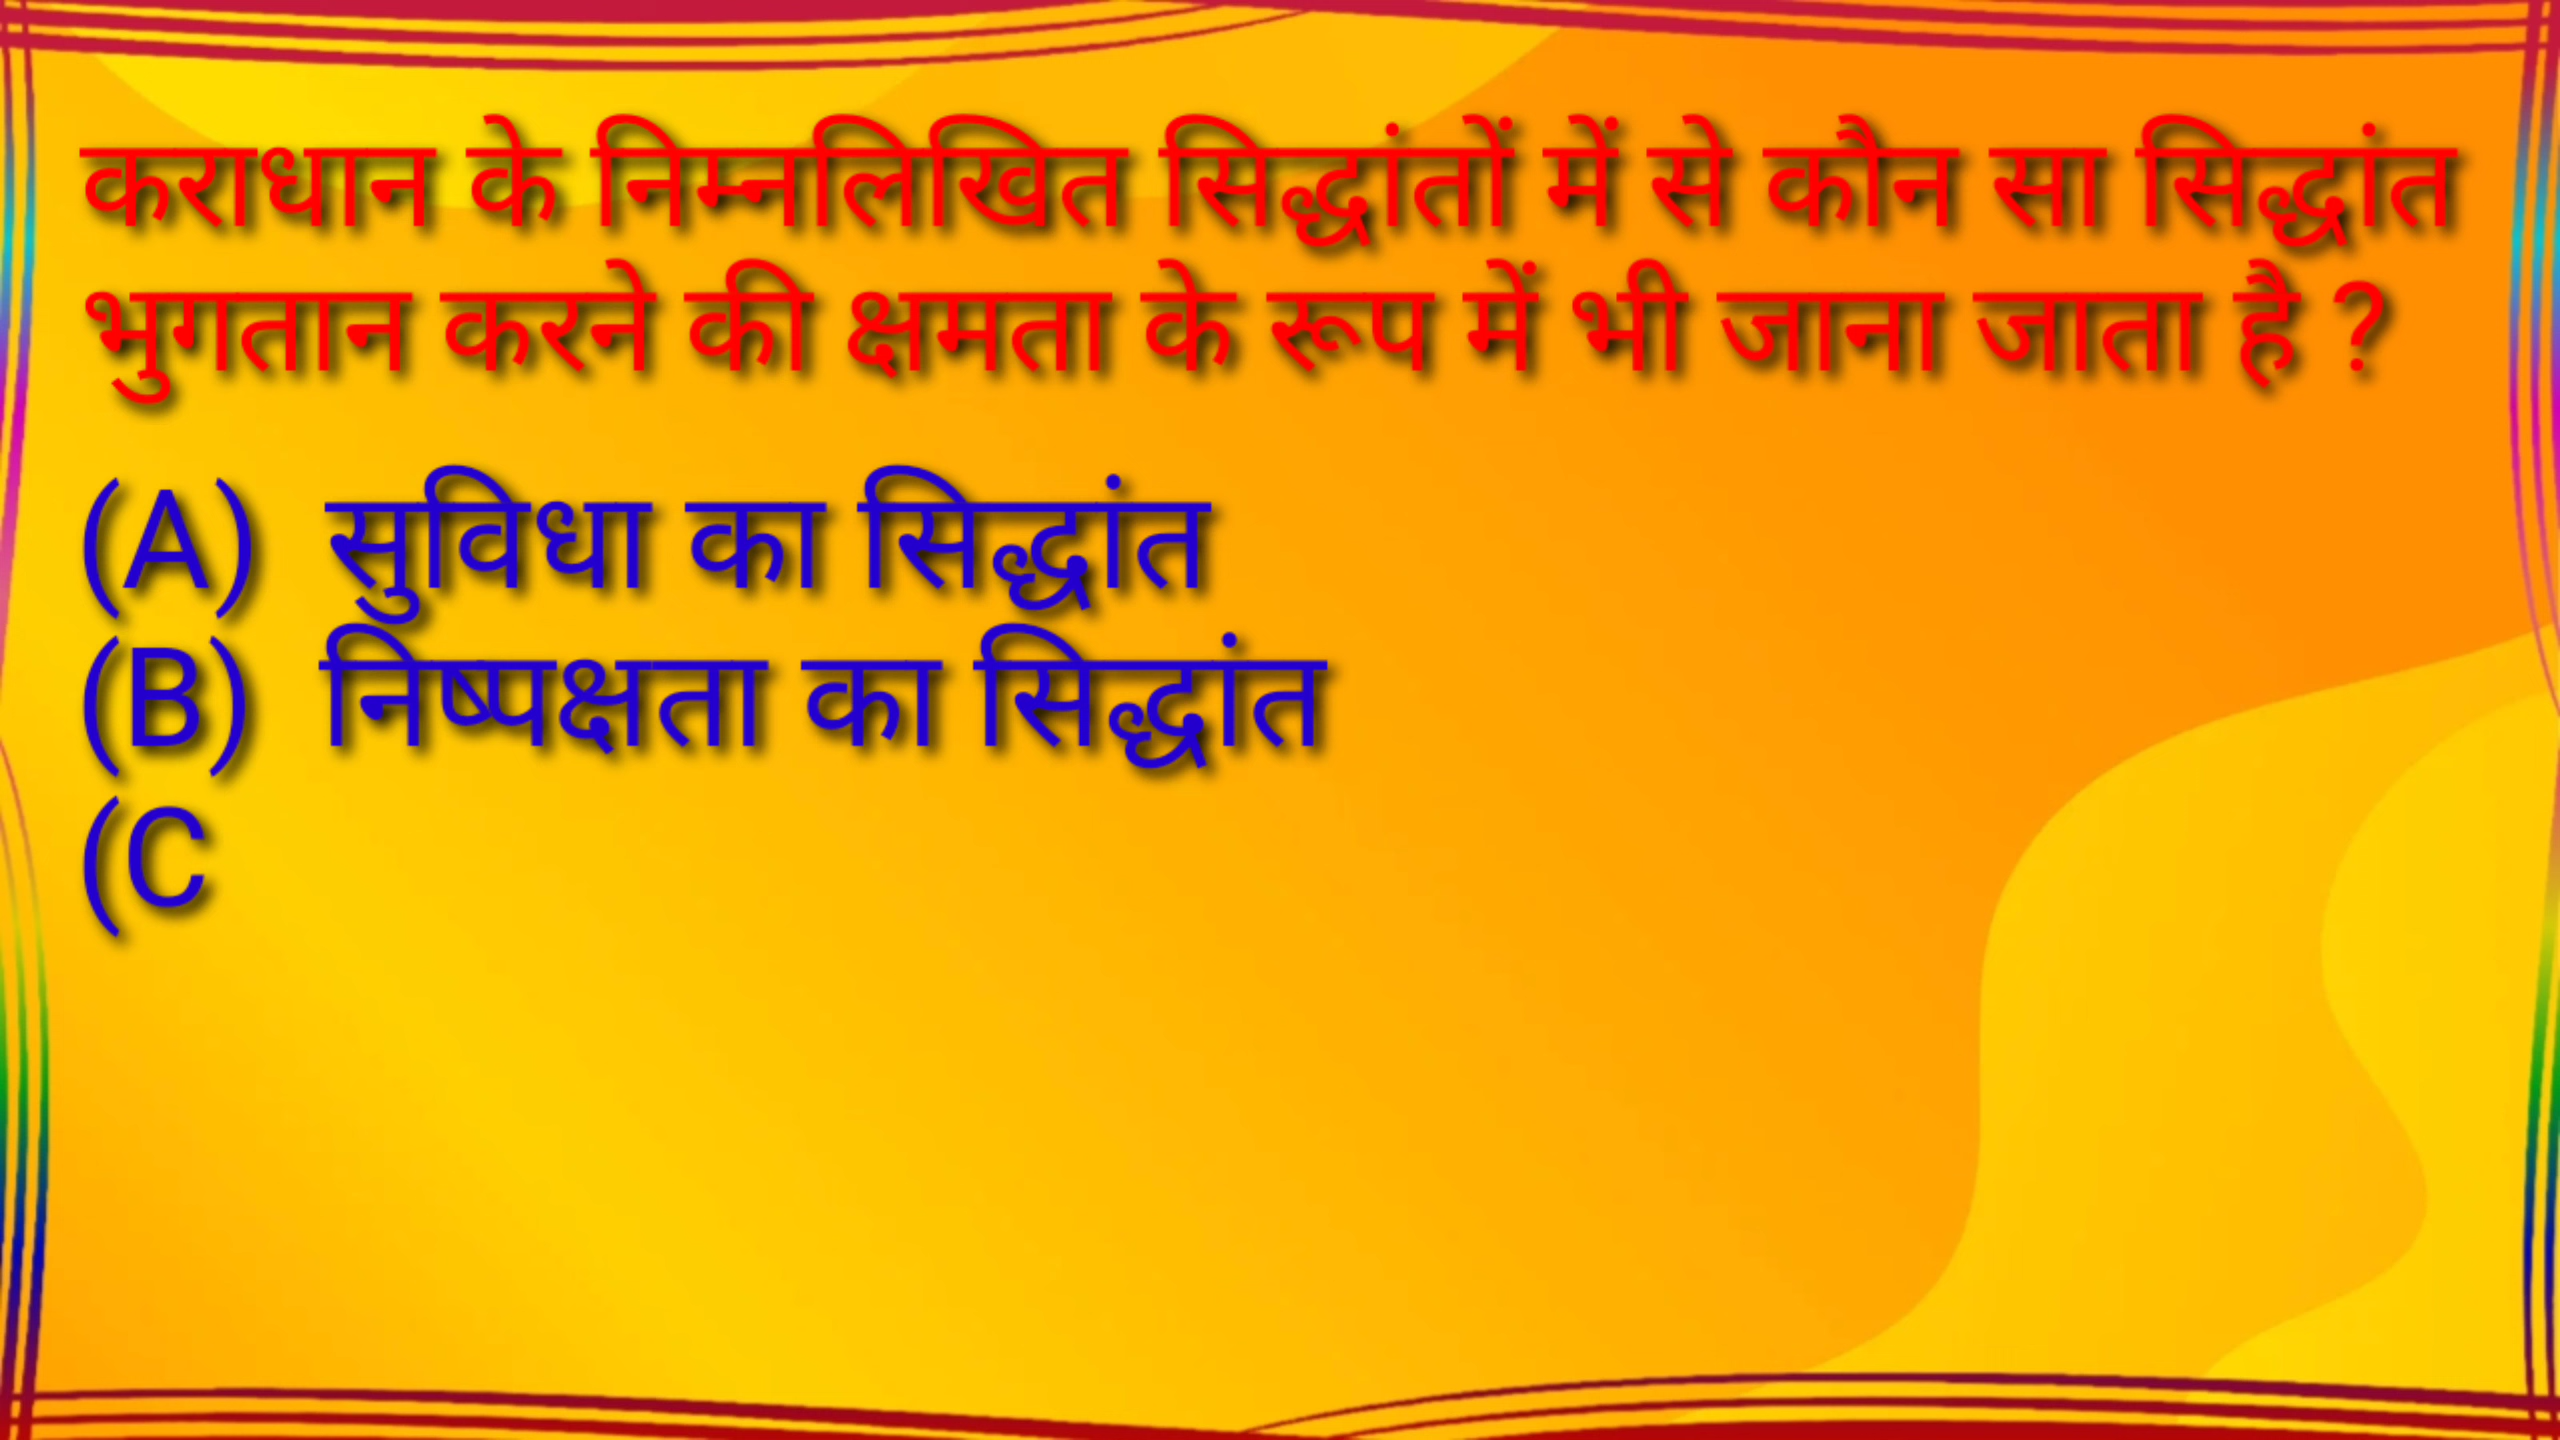 कराधान के निम्नलिखित सिद्धांतों में से कौन सा सिद्धांत
भुगतान करने की क्षमता के रूप में भी जाना जाता है ?
(A) सुविधा का सिद्धांत
(B) निष्पक्षता का सिद्धांत
(C